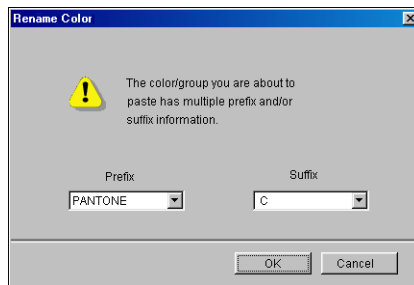 Rename Color
The color/group you are about to
paste has multiple prefix and/or
suffix information.
Prefix Suffix
PANTONE C
OK Cancel